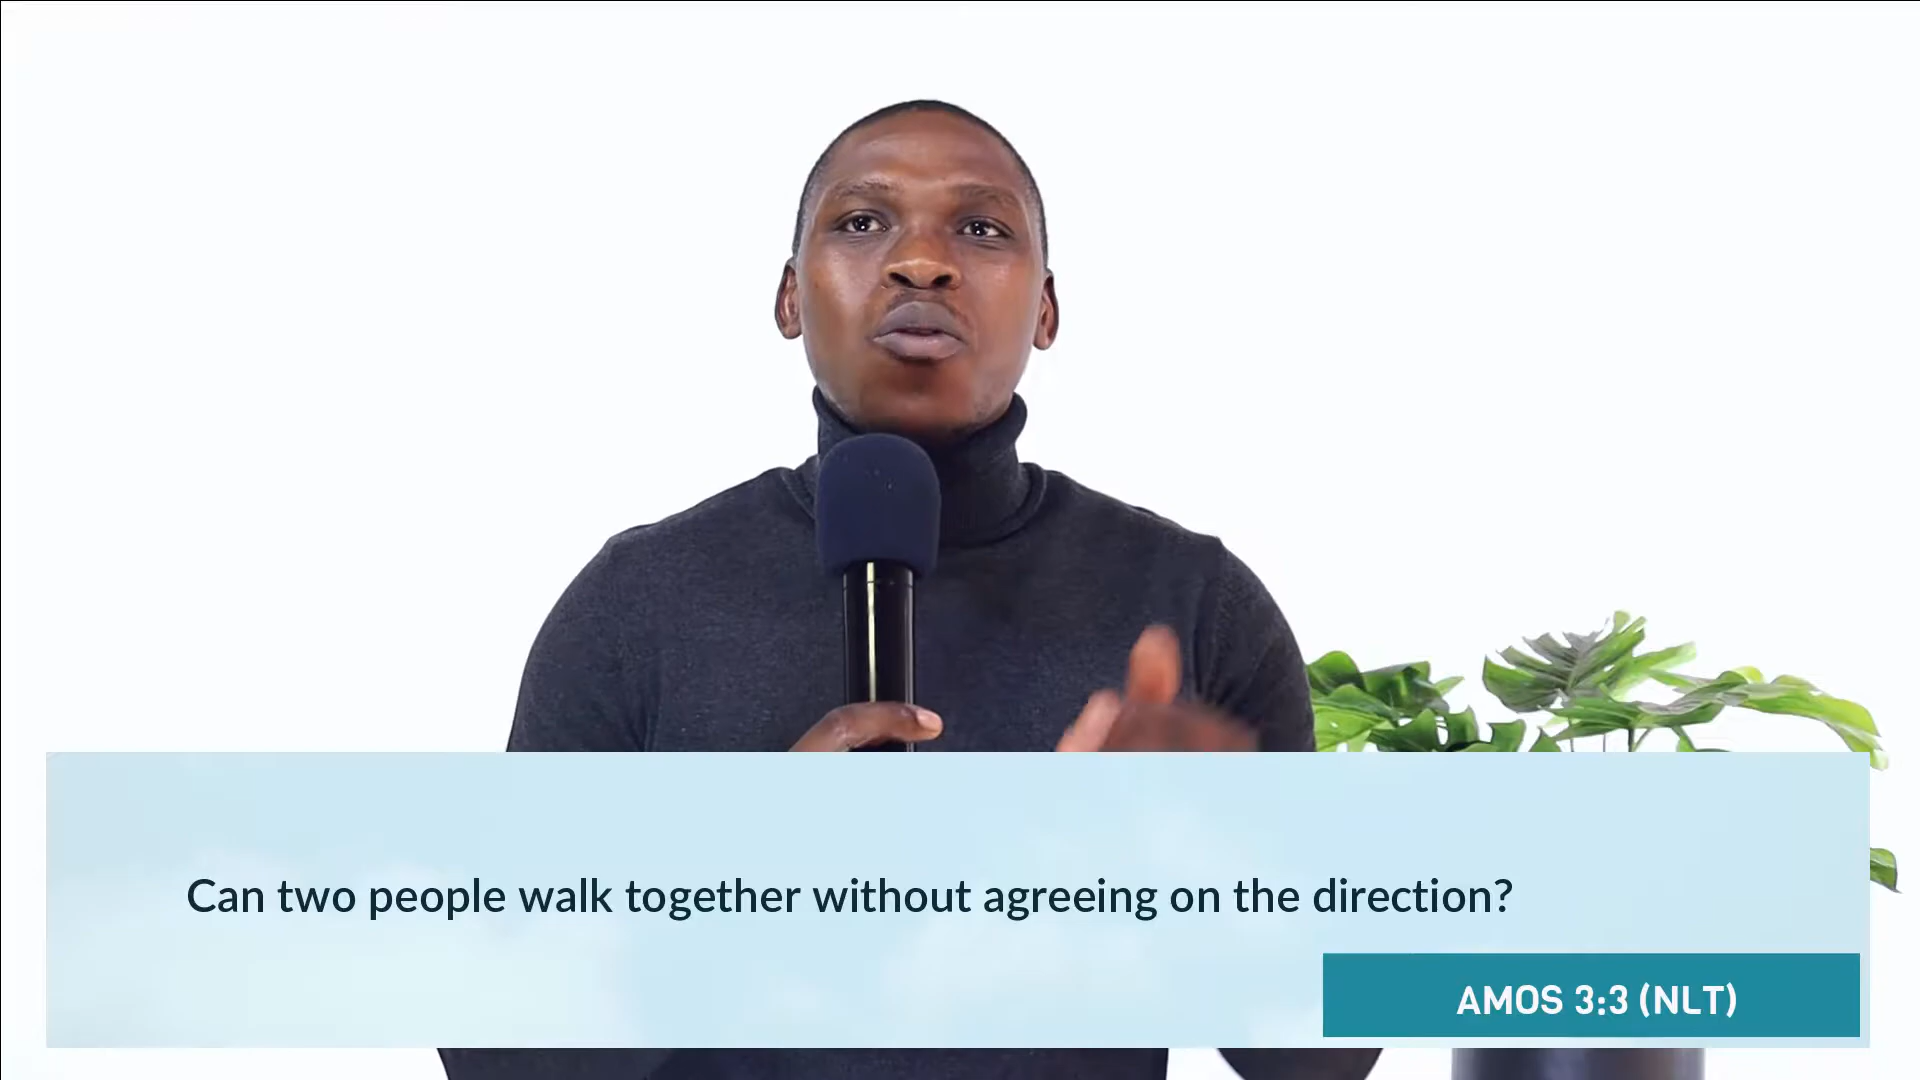 Can two people walk together without agreeing on the direction?
AMOS 3:3 (NLT)